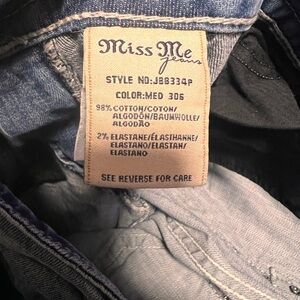 Miss Me
jeans
STYLE NO:JB8334P
COLOR:MED 306
98% COTTON/COTON/
ALGODÓN/BAUMWOLLE/
ALGODÃO
2% ELASTANE/ÉLASTHANNE/
ELASTANO/ELASTAN/
ELASTANO
SEE REVERSE FOR CARE